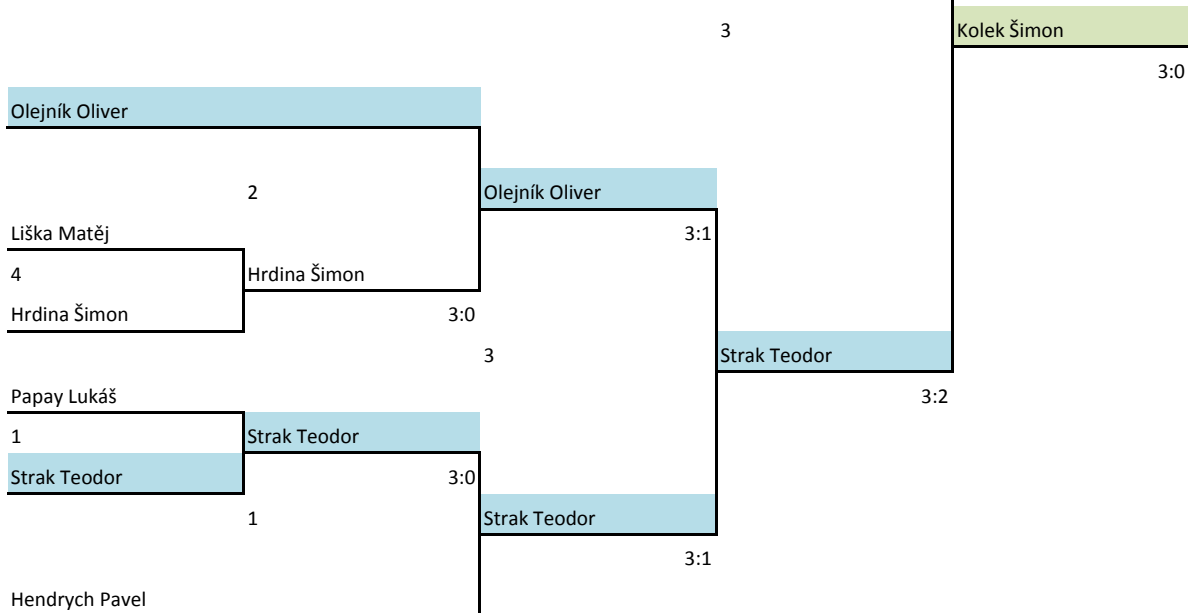 3
Kolek Šimon
3:0
Olejník Oliver
2
Olejník Oliver
Liška Matěj
3:1
4
Hrdina Šimon
Hrdina Šimon
3:0
3
Strak Teodor
Papay Lukáš
3:2
1
Strak Teodor
Strak Teodor
3:0
1
Strak Teodor
3:1
Hendrych Pavel